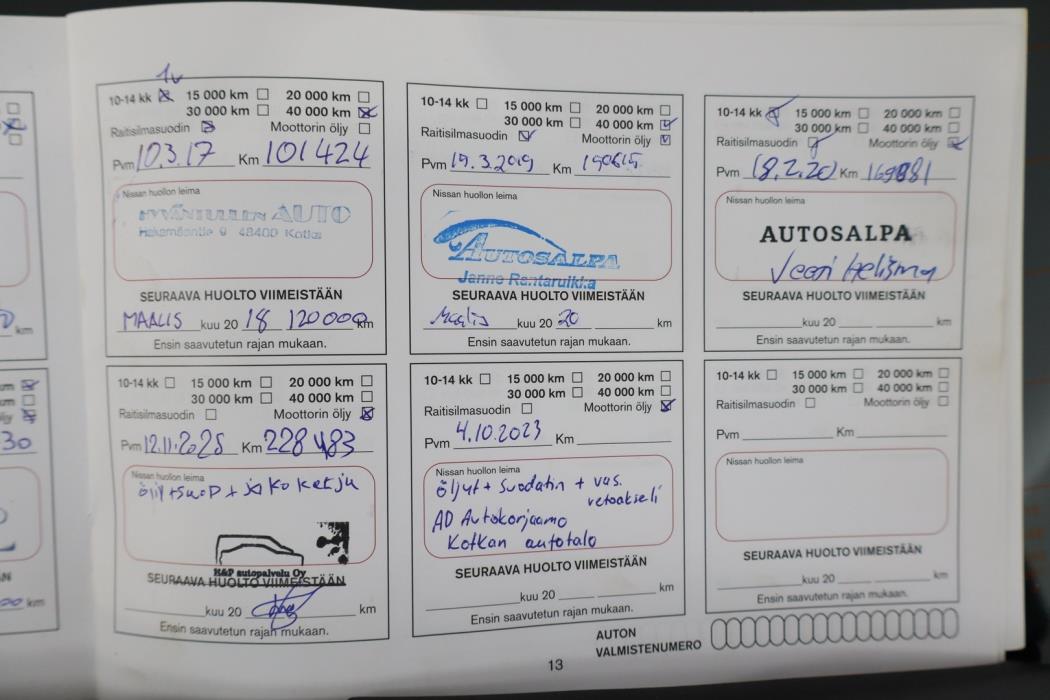 1v
10-14 kk 15 000 km 20 000 km
30 000 km 40 000 km
Raitisilmasuodin Moottorin öljy
Pvm 10.3.17 Km 101424
Nissan huollon leima
HYVÄNTUULEN AUTO
Hakamäentie 9 48400 Kotka
SEURAAVA HUOLTO VIIMEISTÄÄN
MAALIS kuu 20 18 120 000 km
Ensin saavutetun rajan mukaan.
10-14 kk 15 000 km 20 000 km
30 000 km 40 000 km
Raitisilmasuodin Moottorin öljy
Pvm 19.3.2019 Km
Nissan huollon leima
AUTOSALPA
Janne Rantaruikka
SEURAAVA HUOLTO VIIMEISTÄÄN
Maalis kuu 20 20 km
Ensin saavutetun rajan mukaan.
10-14 kk 15 000 km 20 000 km
30 000 km 40 000 km
Raitisilmasuodin Moottorin öljy
Pvm 18.2.20 Km 169881
Nissan huollon leima
AUTOSALPA
SEURAAVA HUOLTO VIIMEISTÄÄN
kuu 20 km
Ensin saavutetun rajan mukaan.
10-14 kk 15 000 km 20 000 km
30 000 km 40 000 km
Raitisilmasuodin Moottorin öljy
Pvm 12.11.2025 Km 228 483
Nissan huollon leima
öljyt+suod + jakoketju
H&P autopalvelu Oy
SEURAAVA HUOLTO VIIMEISTÄÄN
kuu 20 km
Ensin saavutetun rajan mukaan.
10-14 kk 15 000 km 20 000 km
30 000 km 40 000 km
Raitisilmasuodin Moottorin öljy
Pvm 4.10.2023 Km
Nissan huollon leima
öljyt + suodatin + vas.
vetoakseli
AD Autokorjaamo
Kotkan autotalo
SEURAAVA HUOLTO VIIMEISTÄÄN
kuu 20 km
Ensin saavutetun rajan mukaan.
10-14 kk 15 000 km 20 000 km
30 000 km 40 000 km
Raitisilmasuodin Moottorin öljy
Pvm Km
Nissan huollon leima
SEURAAVA HUOLTO VIIMEISTÄÄN
kuu 20 km
Ensin saavutetun rajan mukaan.
AUTON
VALMISTENUMERO
13
km
30
km